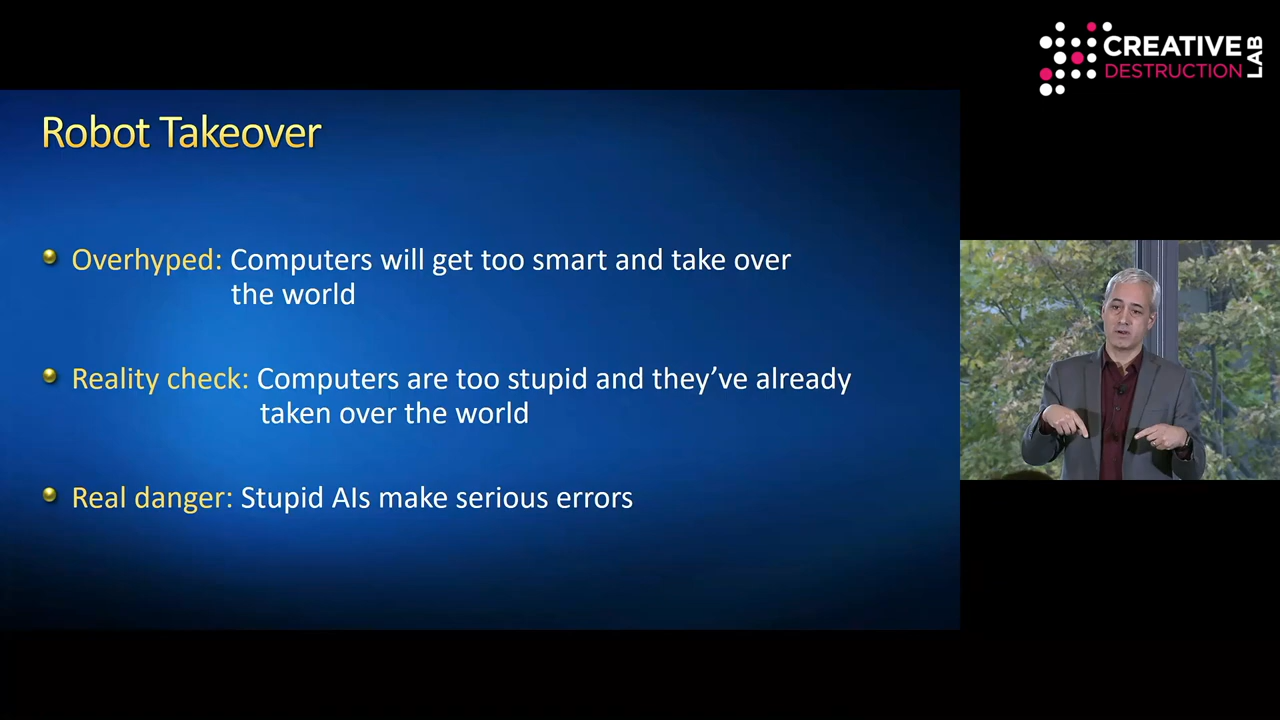 CREATIVE
DESTRUCTION
LAB
Robot Takeover
Overhyped: Computers will get too smart and take over
the world
Reality check: Computers are too stupid and they’ve already
taken over the world
Real danger: Stupid AIs make serious errors